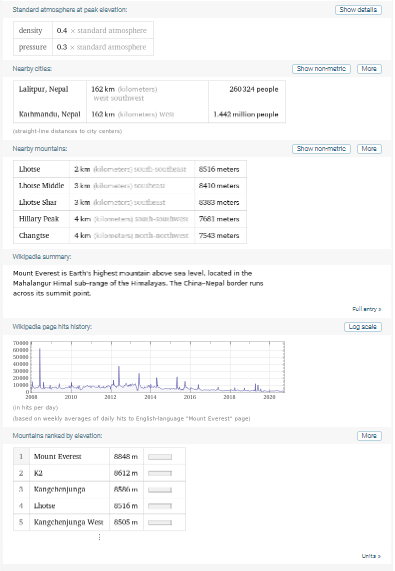 Standard atmosphere at peak elevation:
Show details
density 0.4 × standard atmosphere
pressure 0.3 × standard atmosphere
Nearby cities:
Show non-metric
More
Lalitpur, Nepal 162 km (kilometers) west southwest 260 324 people
Kathmandu, Nepal 162 km (kilometers) west 1.442 million people
(straight-line distances to city centers)
Nearby mountains:
Show non-metric
More
Lhotse 2 km (kilometers) south-southeast 8516 meters
Lhotse Middle 3 km (kilometers) southeast 8410 meters
Lhotse Shar 3 km (kilometers) southeast 8383 meters
Hillary Peak 4 km (kilometers) south-southwest 7681 meters
Changtse 4 km (kilometers) north-northwest 7543 meters
Wikipedia summary:
Mount Everest is Earth's highest mountain above sea level, located in the
Mahalangur Himal sub-range of the Himalayas. The China–Nepal border runs
across its summit point.
Full entry »
Wikipedia page hits history:
Log scale
70000
60000
50000
40000
30000
20000
10000
0
2008 2010 2012 2014 2016 2018 2020
(in hits per day)
(based on weekly averages of daily hits to English-language "Mount Everest" page)
Mountains ranked by elevation:
More
1 Mount Everest 8848 m
2 K2 8612 m
3 Kangchenjunga 8586 m
4 Lhotse 8516 m
5 Kangchenjunga West 8505 m
Units »